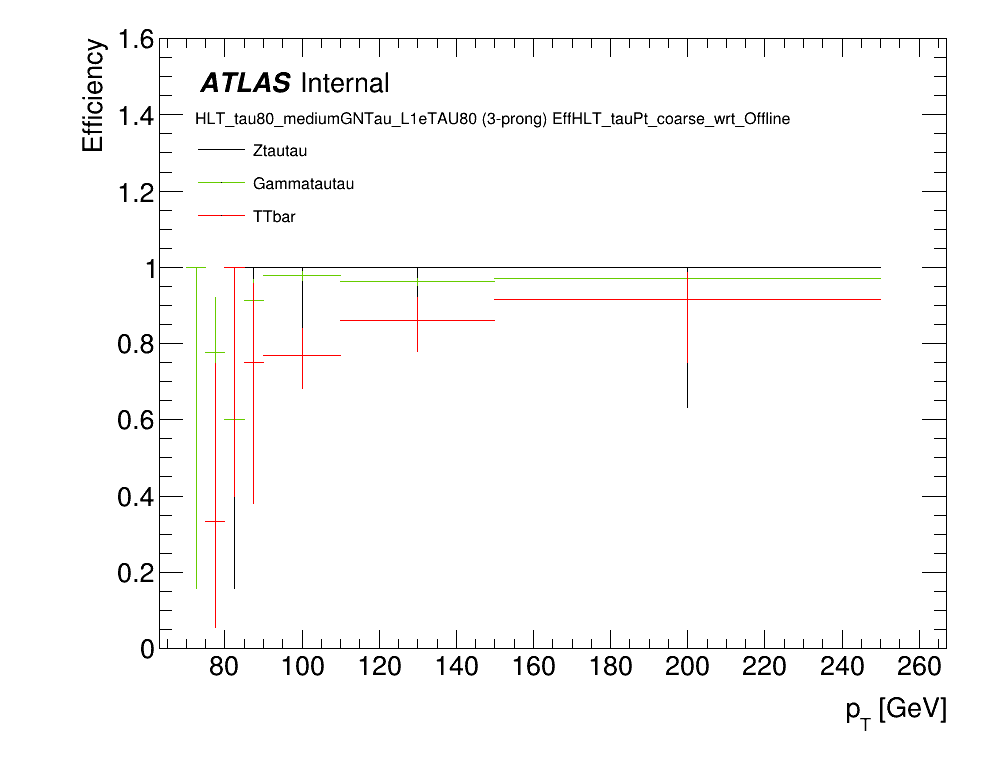 Efficiency
1.6
1.4
1.2
1
0.8
0.6
0.4
0.2
0
ATLAS Internal
HLT_tau80_mediumGNTau_L1eTAU80 (3-prong) EffHLT_tauPt_coarse_wrt_Offline
Ztautau
Gammatautau
TTbar
80 100 120 140 160 180 200 220 240 260
p_T [GeV]